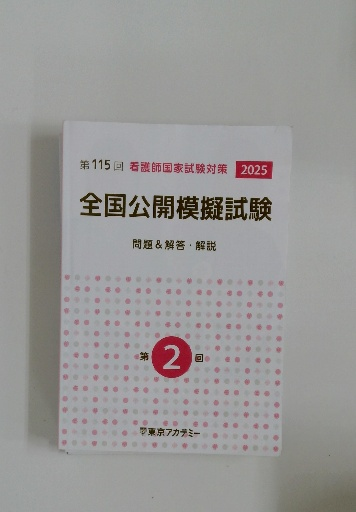 第115回 看護師国家試験対策 2025
全国公開模擬試験
問題&解答・解説
第2回
東京アカデミー